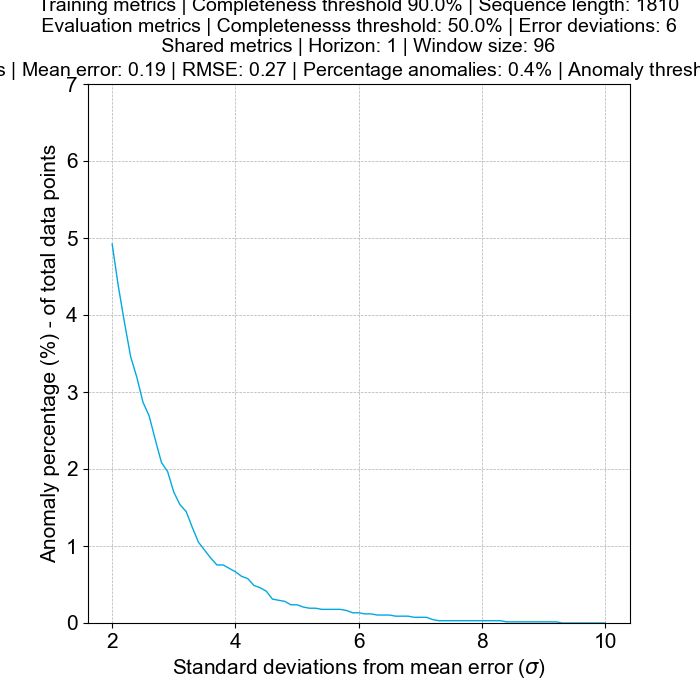 Training metrics | Completeness threshold 90.0% | Sequence length: 1810
Evaluation metrics | Completenesss threshold: 50.0% | Error deviations: 6
Shared metrics | Horizon: 1 | Window size: 96
s | Mean error: 0.19 | RMSE: 0.27 | Percentage anomalies: 0.4% | Anomaly thresh
7
6
5
4
3
2
1
0
Anomaly percentage (%) - of total data points
2 4 6 8 10
Standard deviations from mean error (σ)